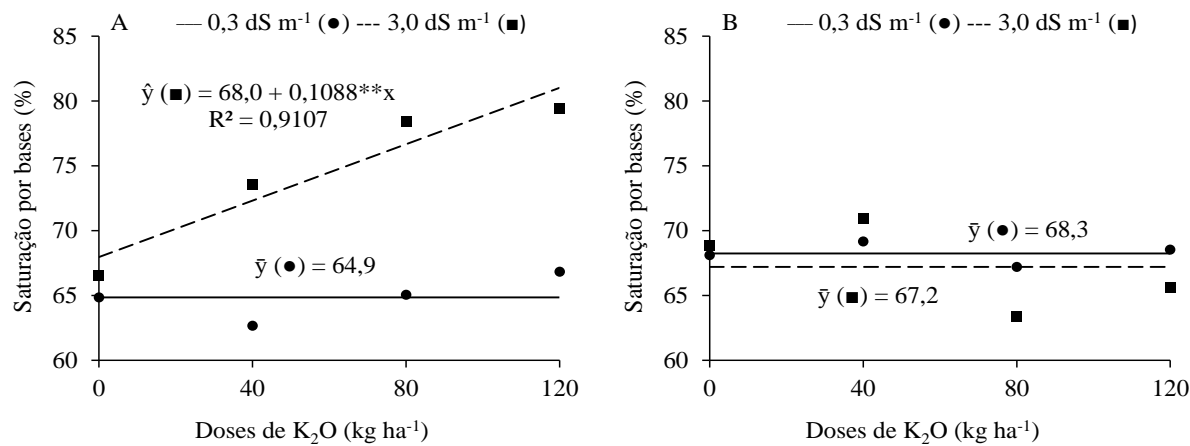 A — 0,3 dS m⁻¹ (●) --- 3,0 dS m⁻¹ (■)
Saturação por bases (%)
85
80
75
70
65
60
ŷ (■) = 68,0 + 0,1088**x
R² = 0,9107
ȳ (●) = 64,9
0 40 80 120
Doses de K₂O (kg ha⁻¹)
B — 0,3 dS m⁻¹ (●) --- 3,0 dS m⁻¹ (■)
Saturação por bases (%)
85
80
75
70
65
60
ȳ (●) = 68,3
ȳ (■) = 67,2
0 40 80 120
Doses de K₂O (kg ha⁻¹)